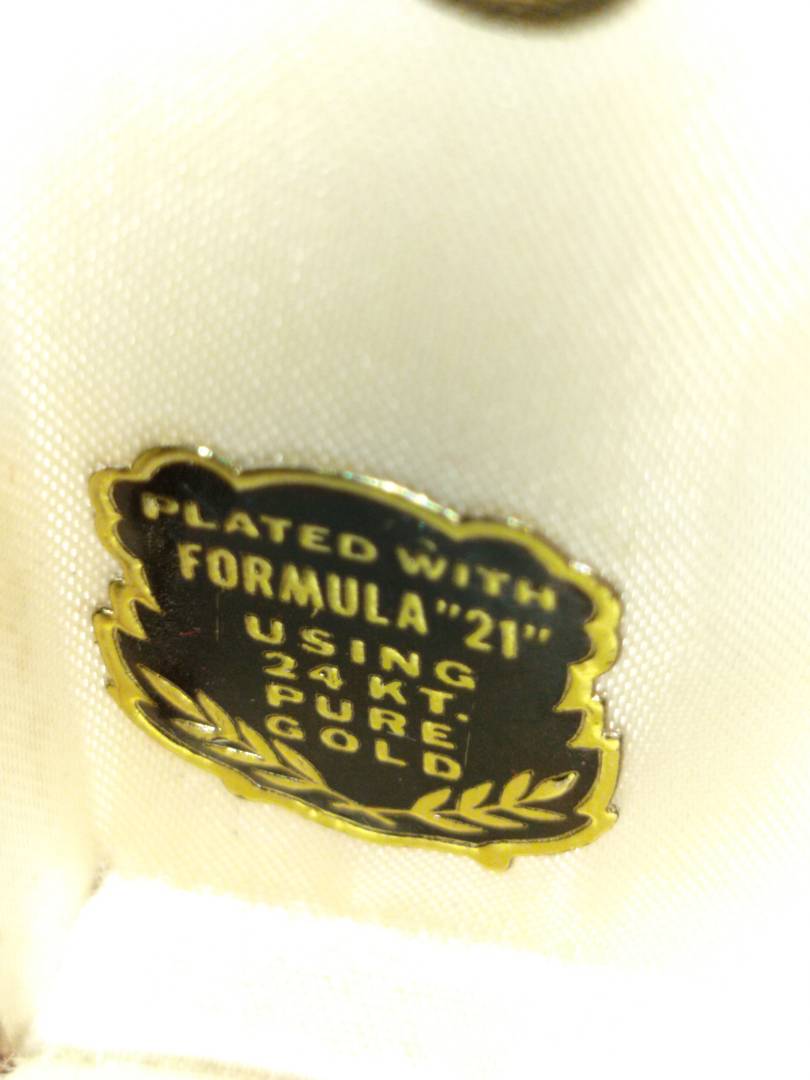 PLATED WITH
FORMULA "21"
USING
24 KT.
PURE
GOLD